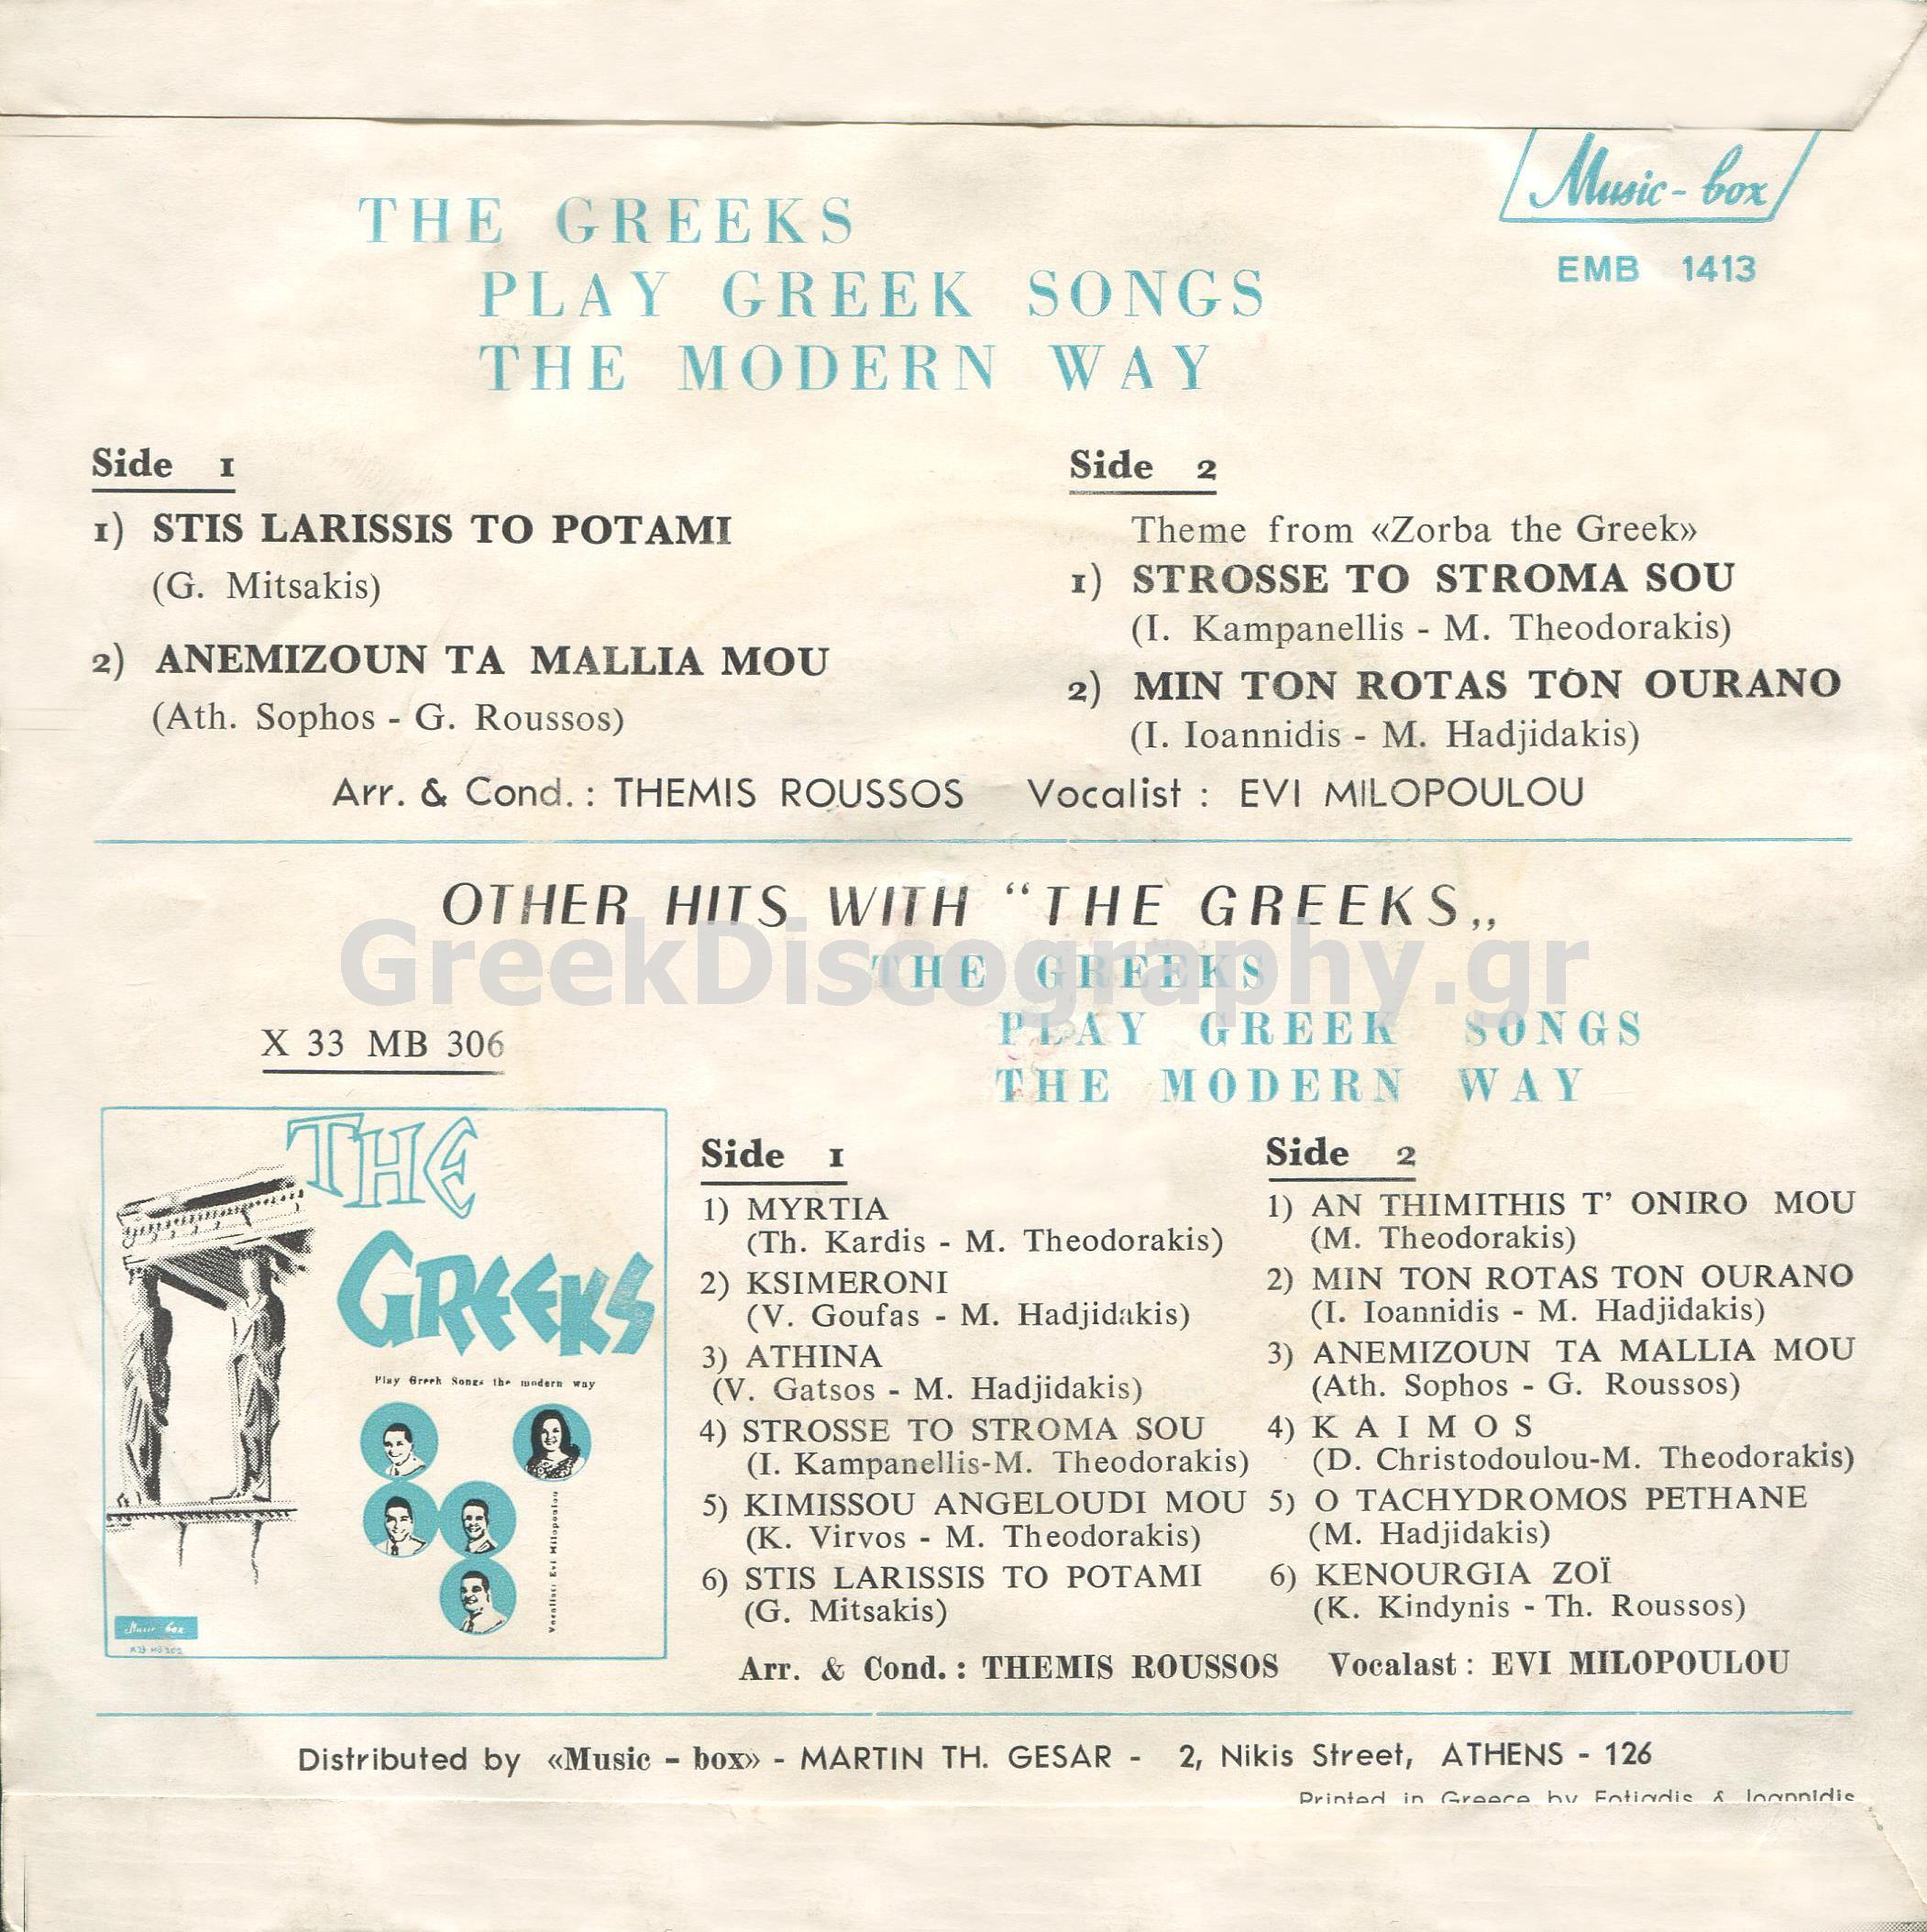 Music - box
EMB 1413
THE GREEKS
PLAY GREEK SONGS
THE MODERN WAY
Side 1
1) STIS LARISSIS TO POTAMI
(G. Mitsakis)
2) ANEMIZOUN TA MALLIA MOU
(Ath. Sophos - G. Roussos)
Side 2
Theme from «Zorba the Greek»
1) STROSSE TO STROMA SOU
(I. Kampanellis - M. Theodorakis)
2) MIN TON ROTAS TON OURANO
(I. Ioannidis - M. Hadjidakis)
Arr. & Cond. : THEMIS ROUSSOS Vocalist : EVI MILOPOULOU
OTHER HITS WITH “THE GREEKS„
GreekDiscography.gr
THE GREEKS
PLAY GREEK SONGS
THE MODERN WAY
X 33 MB 306
THE
GREEKS
Play Greek Songs the modern way
Vocalist: Evi Milopoulou
Music box
Side 1
1) MYRTIA
(Th. Kardis - M. Theodorakis)
2) KSIMERONI
(V. Goufas - M. Hadjidakis)
3) ATHINA
(V. Gatsos - M. Hadjidakis)
4) STROSSE TO STROMA SOU
(I. Kampanellis-M. Theodorakis)
5) KIMISSOU ANGELOUDI MOU
(K. Virvos - M. Theodorakis)
6) STIS LARISSIS TO POTAMI
(G. Mitsakis)
Side 2
1) AN THIMITHIS T’ ONIRO MOU
(M. Theodorakis)
2) MIN TON ROTAS TON OURANO
(I. Ioannidis - M. Hadjidakis)
3) ANEMIZOUN TA MALLIA MOU
(Ath. Sophos - G. Roussos)
4) K A I M O S
(D. Christodoulou-M. Theodorakis)
5) O TACHYDROMOS PETHANE
(M. Hadjidakis)
6) KENOURGIA ZOÏ
(K. Kindynis - Th. Roussos)
Arr. & Cond. : THEMIS ROUSSOS Vocalast : EVI MILOPOULOU
Distributed by «Music - box» - MARTIN TH. GESAR - 2, Nikis Street, ATHENS - 126
Printed in Greece by Fotiadis & Ioannidis